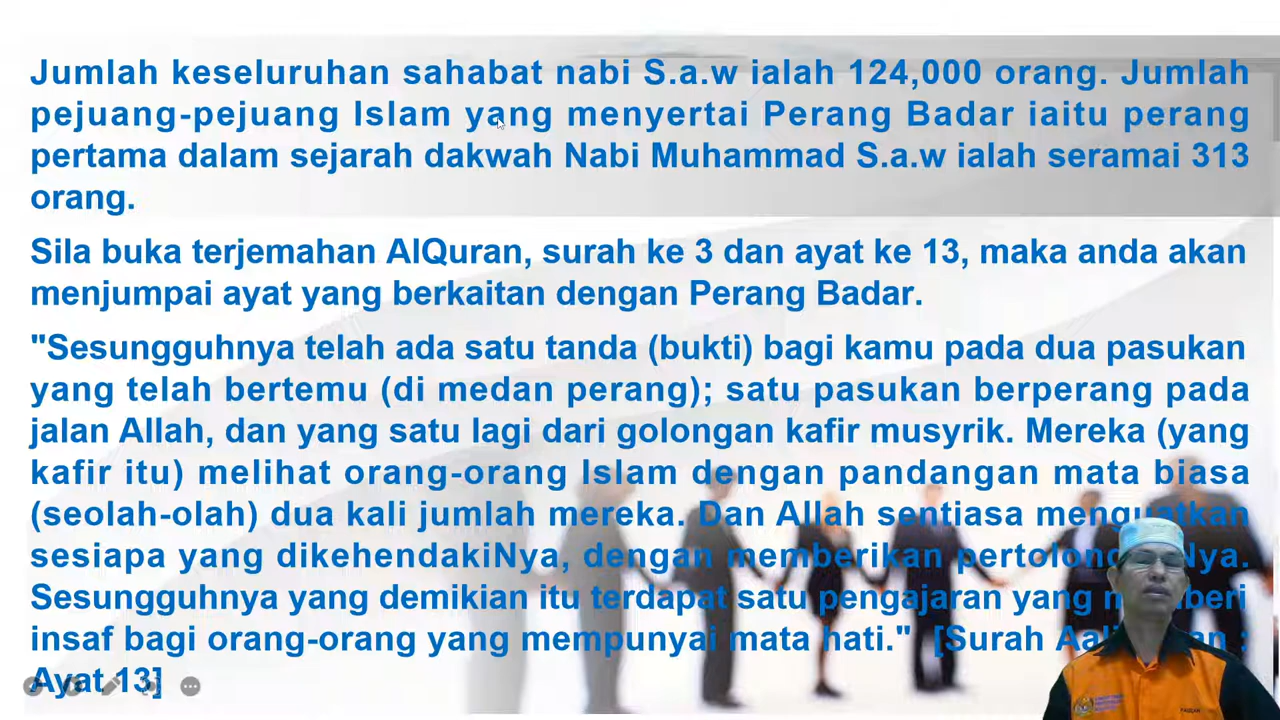 Jumlah keseluruhan sahabat nabi S.a.w ialah 124,000 orang. Jumlah
pejuang-pejuang Islam yang menyertai Perang Badar iaitu perang
pertama dalam sejarah dakwah Nabi Muhammad S.a.w ialah seramai 313
orang.
Sila buka terjemahan AlQuran, surah ke 3 dan ayat ke 13, maka anda akan
menjumpai ayat yang berkaitan dengan Perang Badar.
"Sesungguhnya telah ada satu tanda (bukti) bagi kamu pada dua pasukan
yang telah bertemu (di medan perang); satu pasukan berperang pada
jalan Allah, dan yang satu lagi dari golongan kafir musyrik. Mereka (yang
kafir itu) melihat orang-orang Islam dengan pandangan mata biasa
(seolah-olah) dua kali jumlah mereka. Dan Allah sentiasa menguatkan
sesiapa yang dikehendakiNya, dengan memberikan
Sesungguhnya yang demikian itu terdapat satu pengajaran yang
insaf bagi orang-orang yang mempunyai mata hati." [Surah
Ayat 13]